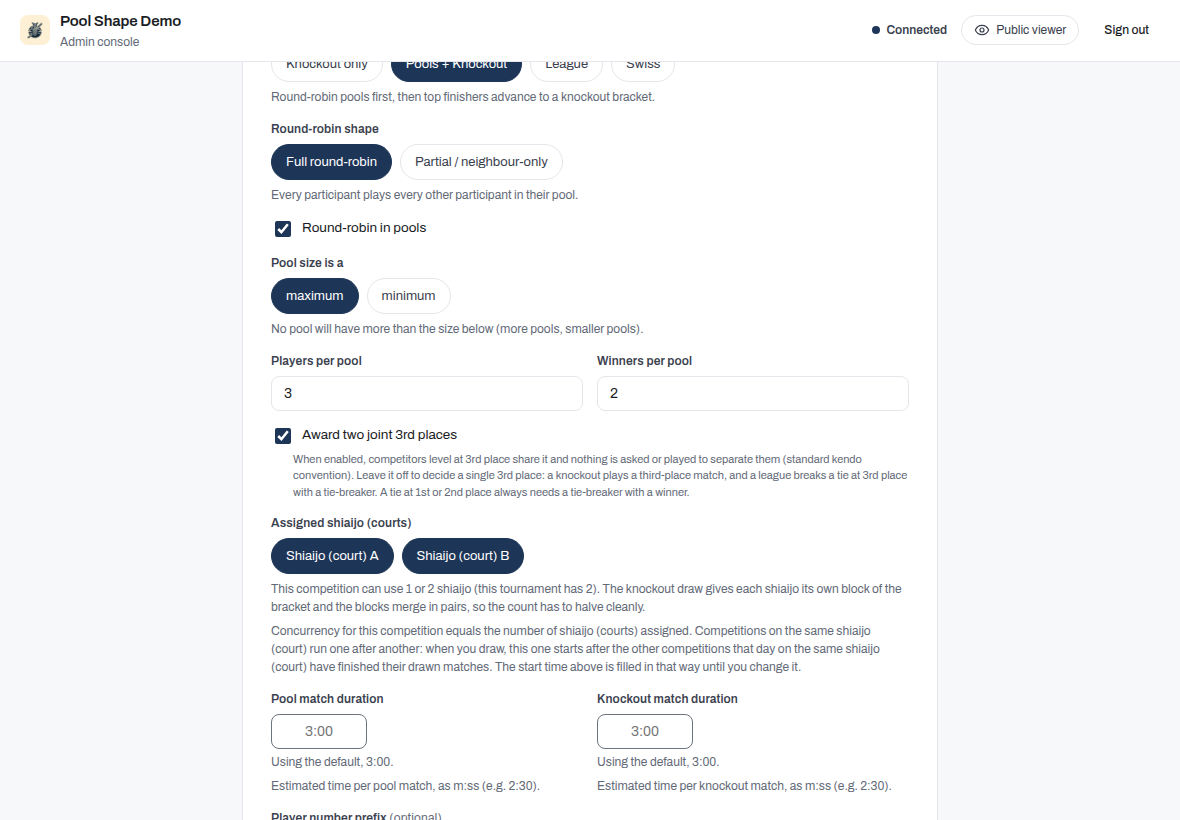 Pool Shape Demo
Admin console
Connected
Public viewer
Sign out
Knockout only
Pools + Knockout
League
Swiss
Round-robin pools first, then top finishers advance to a knockout bracket.
Round-robin shape
Full round-robin
Partial / neighbour-only
Every participant plays every other participant in their pool.
Round-robin in pools
Pool size is a
maximum
minimum
No pool will have more than the size below (more pools, smaller pools).
Players per pool
Winners per pool
3
2
Award two joint 3rd places
When enabled, competitors level at 3rd place share it and nothing is asked or played to separate them (standard kendo
convention). Leave it off to decide a single 3rd place: a knockout plays a third-place match, and a league breaks a tie at 3rd place
with a tie-breaker. A tie at 1st or 2nd place always needs a tie-breaker with a winner.
Assigned shiaijo (courts)
Shiaijo (court) A
Shiaijo (court) B
This competition can use 1 or 2 shiaijo (this tournament has 2). The knockout draw gives each shiaijo its own block of the
bracket and the blocks merge in pairs, so the count has to halve cleanly.
Concurrency for this competition equals the number of shiaijo (courts) assigned. Competitions on the same shiaijo
(court) run one after another: when you draw, this one starts after the other competitions that day on the same shiaijo
(court) have finished their drawn matches. The start time above is filled in that way until you change it.
Pool match duration
Knockout match duration
3:00
3:00
Using the default, 3:00.
Using the default, 3:00.
Estimated time per pool match, as m:ss (e.g. 2:30).
Estimated time per knockout match, as m:ss (e.g. 2:30).
Player number prefix (optional)